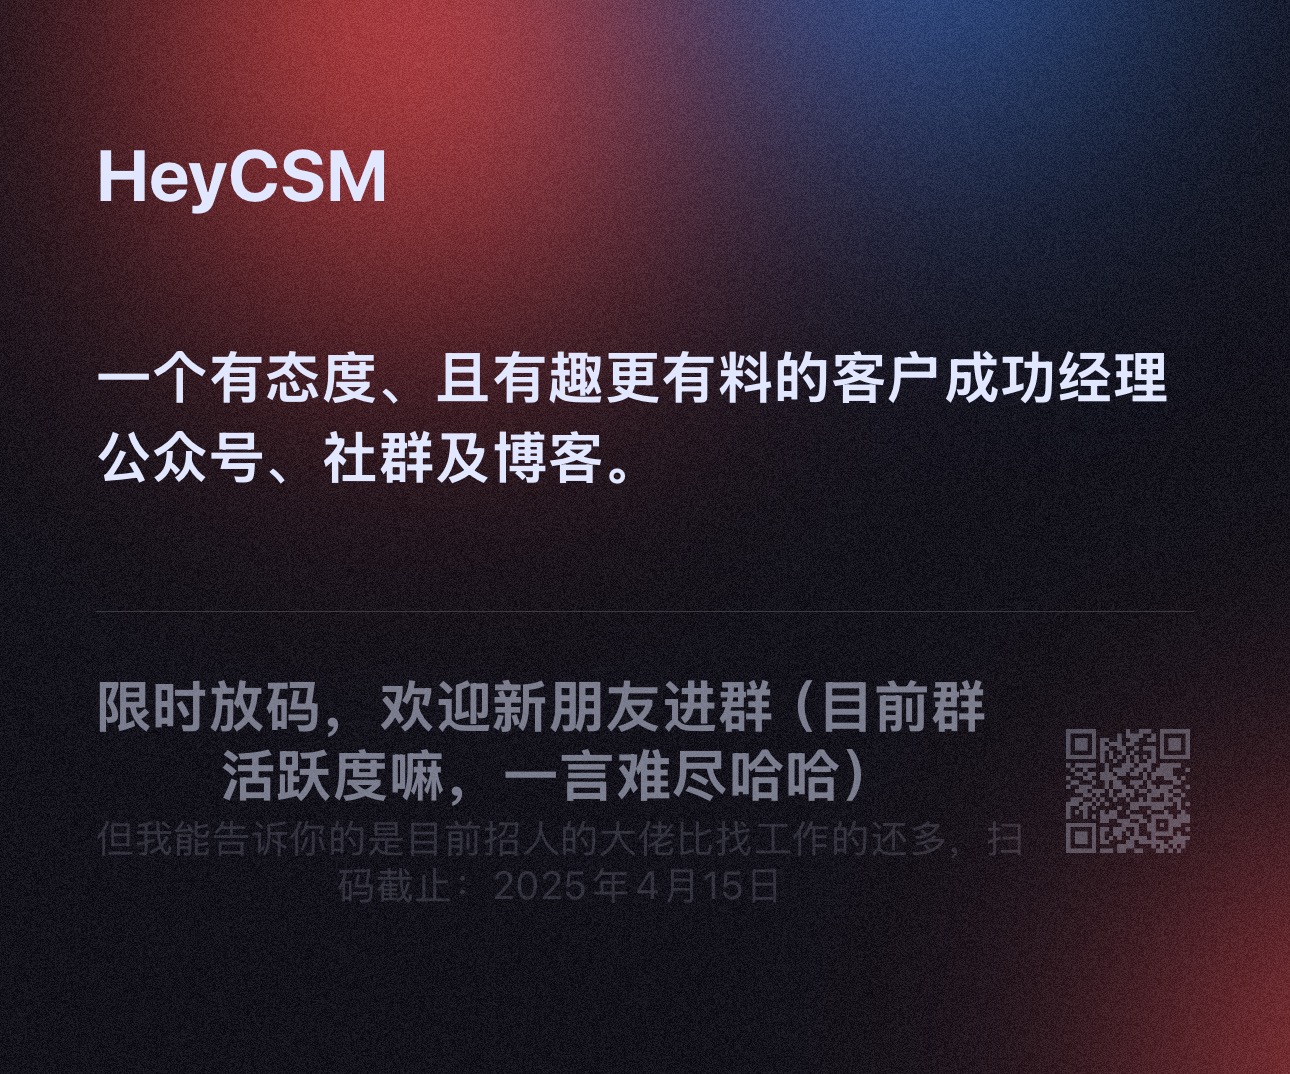 HeyCSM
一个有态度、且有趣更有料的客户成功经理
公众号、社群及博客。
限时放码，欢迎新朋友进群（目前群
活跃度嘛，一言难尽哈哈）
但我能告诉你的是目前招人的大佬比找工作的还多，扫
码截止：2025年4月15日